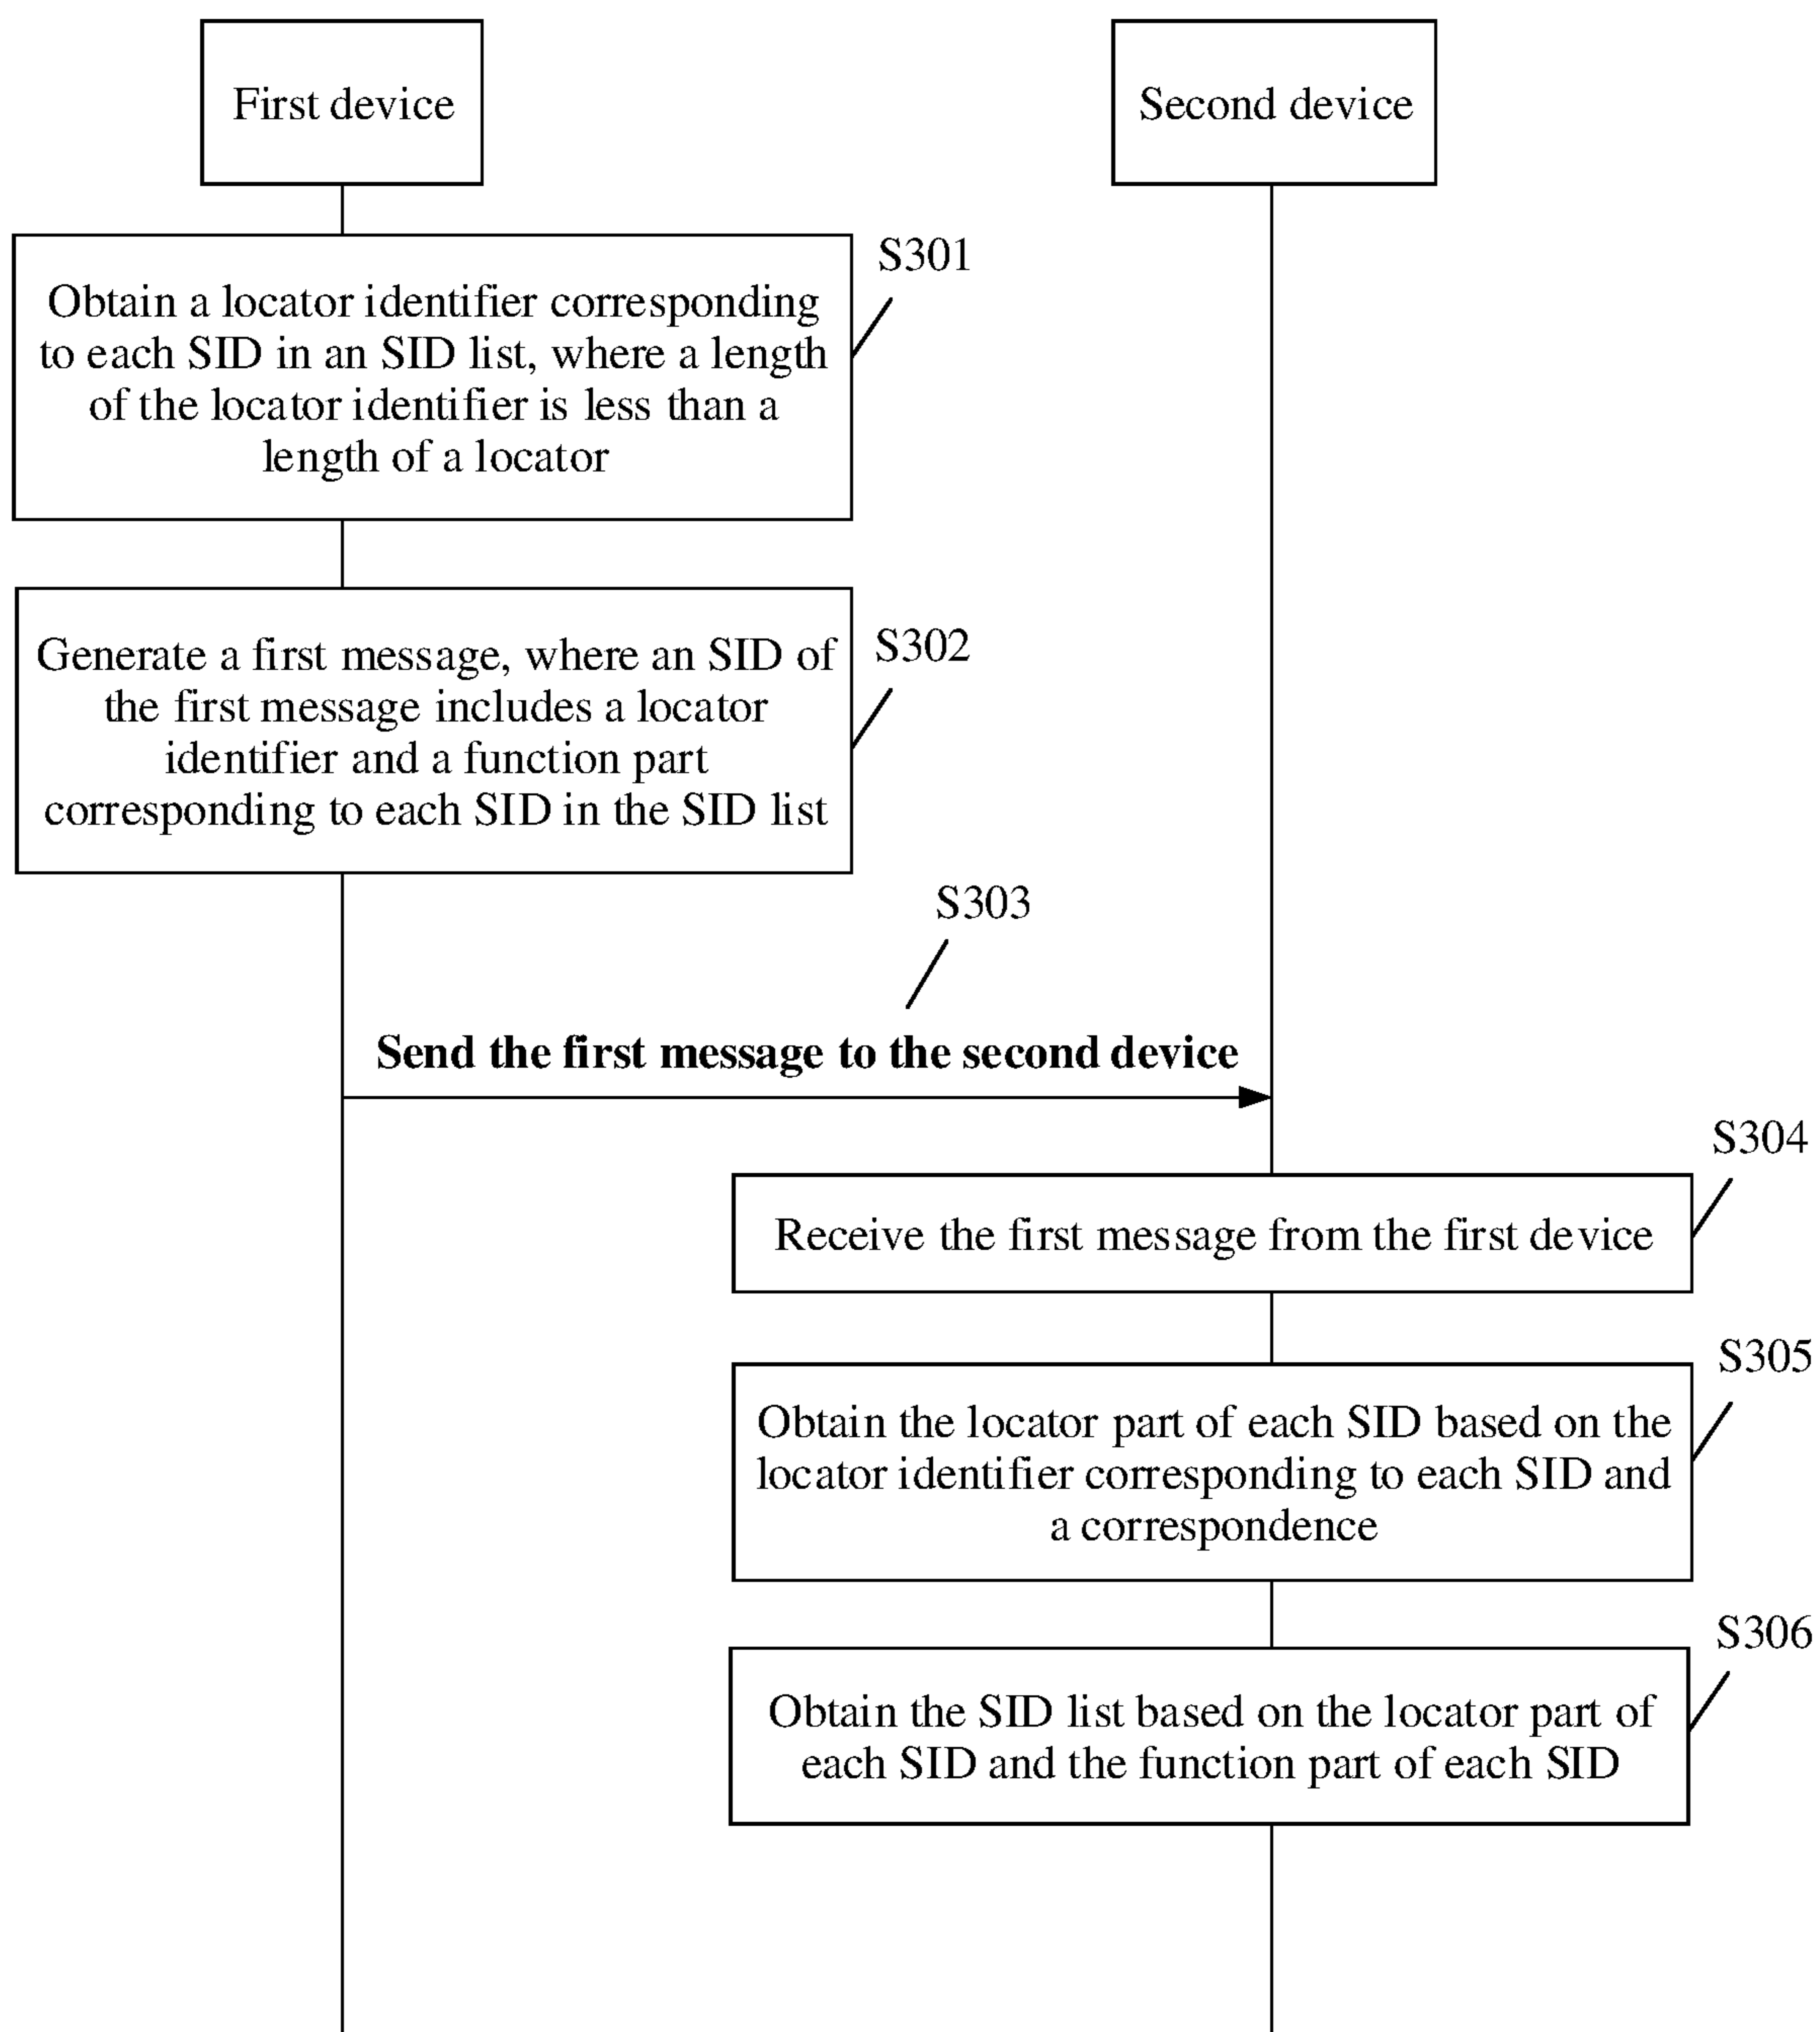 First device
Second device
S301
Obtain a locator identifier corresponding
to each SID in an SID list, where a length
of the locator identifier is less than a
length of a locator
S302
Generate a first message, where an SID of
the first message includes a locator
identifier and a function part
corresponding to each SID in the SID list
S303
Send the first message to the second device
S304
Receive the first message from the first device
S305
Obtain the locator part of each SID based on the
locator identifier corresponding to each SID and
a correspondence
S306
Obtain the SID list based on the locator part of
each SID and the function part of each SID